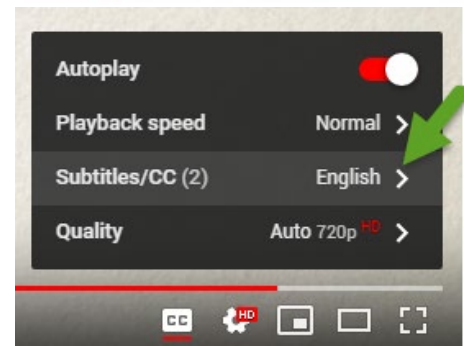 Autoplay
Playback speed Normal
Subtitles/CC (2) English
Quality Auto 720p HD
CC HD